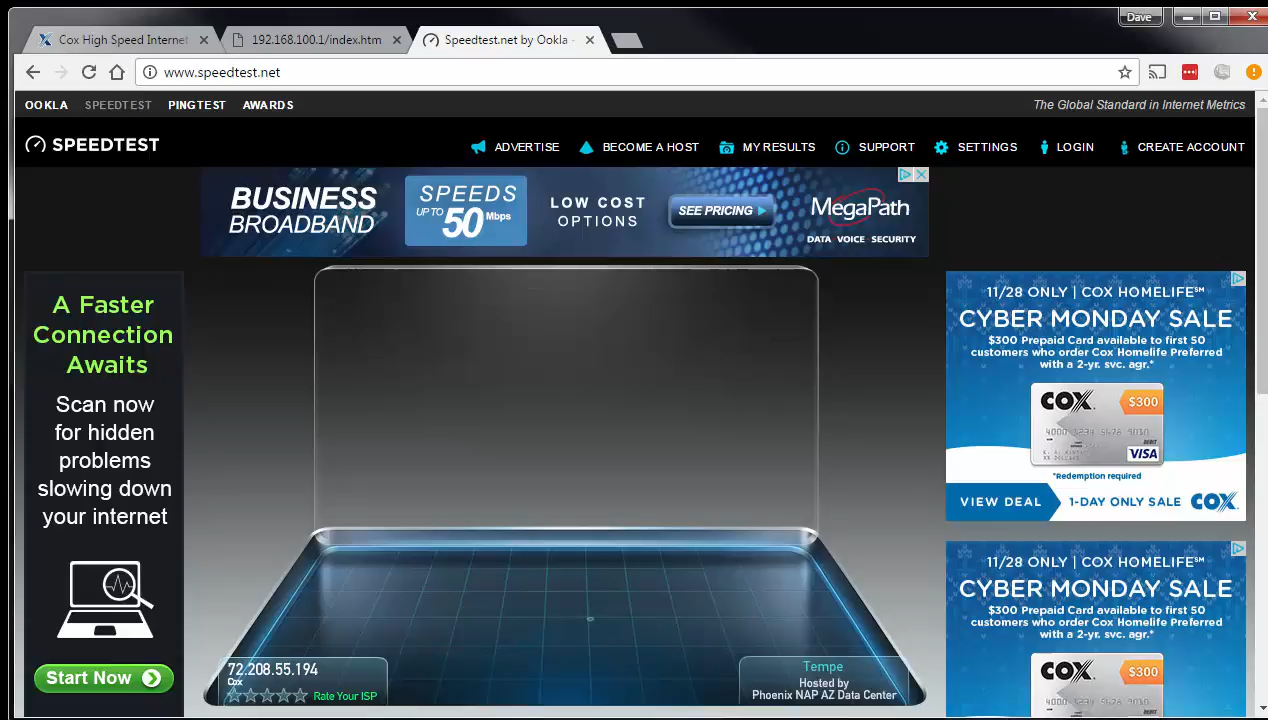 Dave
Cox High Speed Internet
192.168.100.1/index.htm
Speedtest.net by Ookla -
www.speedtest.net
OOKLA SPEEDTEST PINGTEST AWARDS
The Global Standard in Internet Metrics
SPEEDTEST
ADVERTISE BECOME A HOST MY RESULTS SUPPORT SETTINGS LOGIN CREATE ACCOUNT
BUSINESS
BROADBAND
SPEEDS
UP TO 50 Mbps
LOW COST
OPTIONS
SEE PRICING
MegaPath
DATA VOICE SECURITY
A Faster
Connection
Awaits
Scan now
for hidden
problems
slowing down
your internet
Start Now
72.208.55.194
Cox
Rate Your ISP
Tempe
Hosted by
Phoenix NAP AZ Data Center
11/28 ONLY | COX HOMELIFE℠
CYBER MONDAY SALE
$300 Prepaid Card available to first 50
customers who order Cox Homelife Preferred
with a 2-yr. svc. agr.*
COX
$300
DEBIT
VISA
*Redemption required
VIEW DEAL
1-DAY ONLY SALE COX
11/28 ONLY | COX HOMELIFE℠
CYBER MONDAY SALE
$300 Prepaid Card available to first 50
customers who order Cox Homelife Preferred
with a 2-yr. svc. agr.*
COX
$300